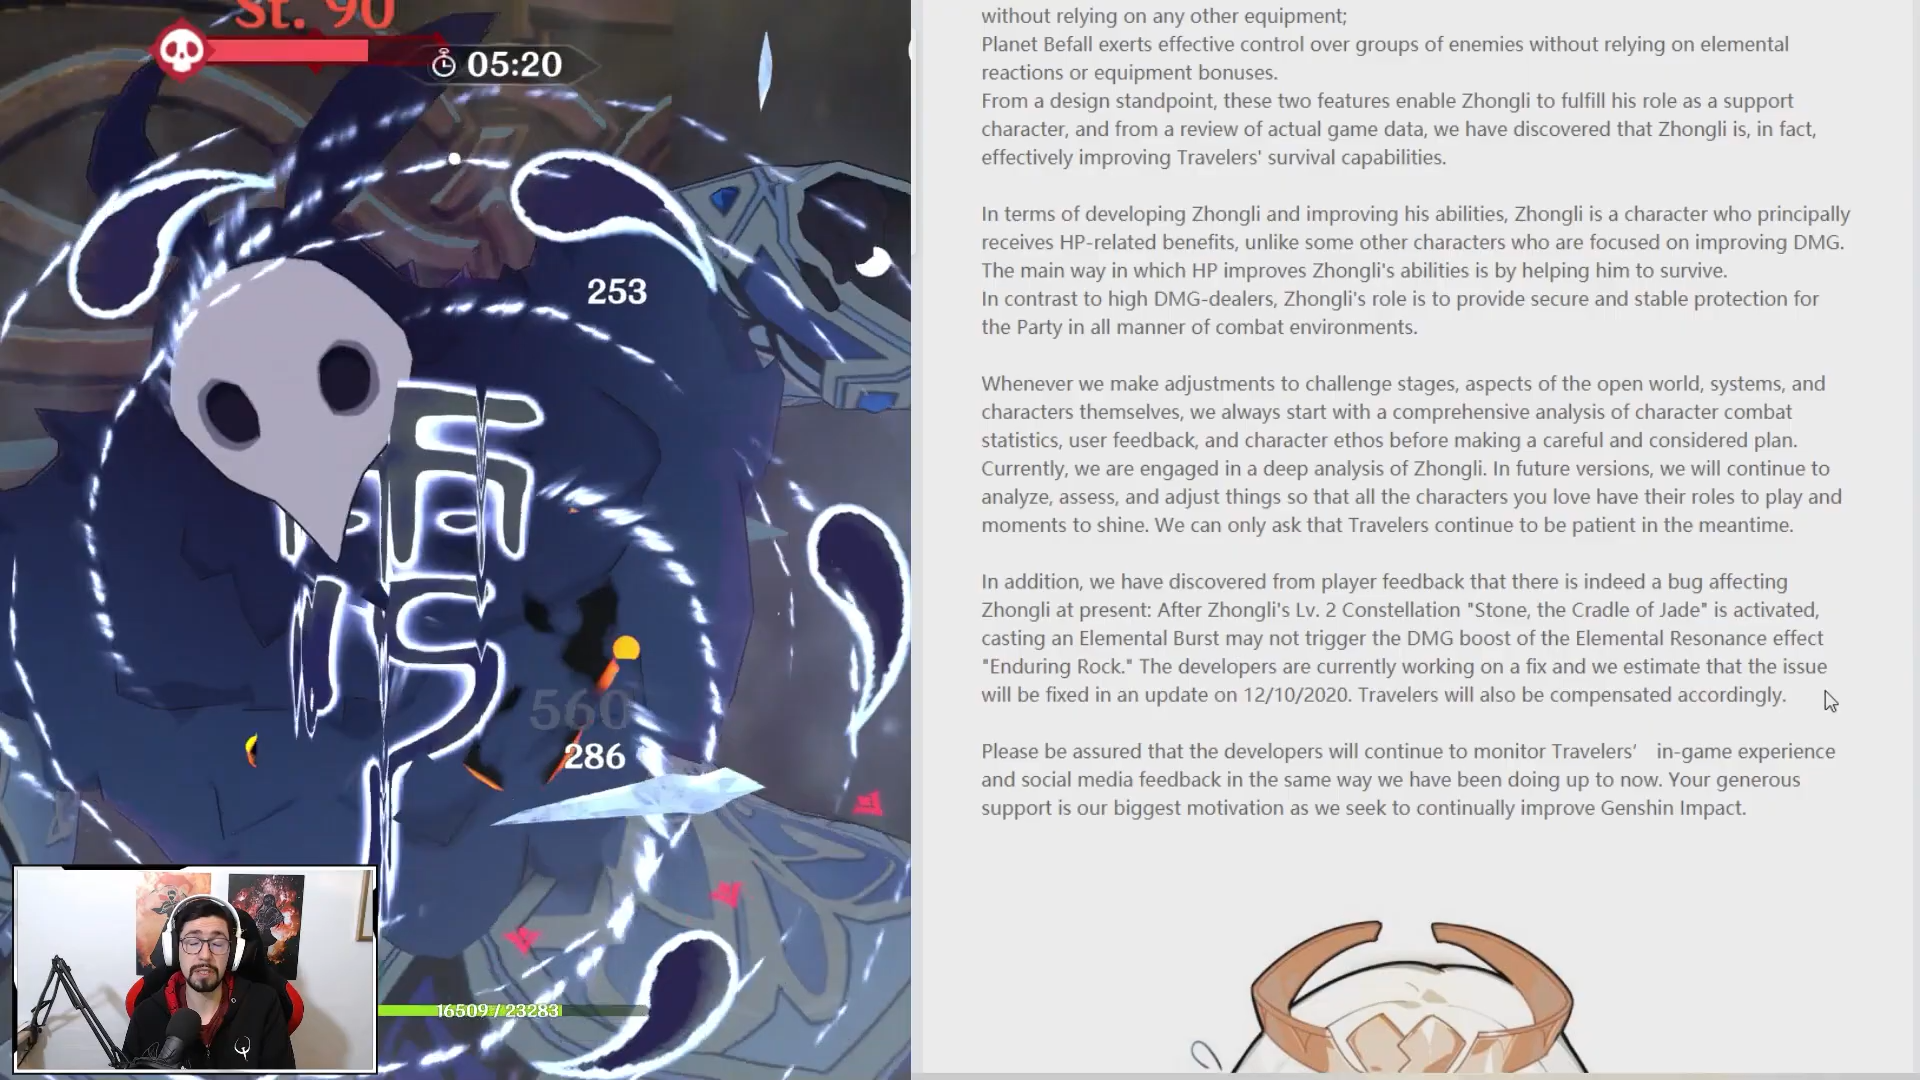 St. 90
05:20
253
560
286
16509 / 23283
without relying on any other equipment;
Planet Befall exerts effective control over groups of enemies without relying on elemental
reactions or equipment bonuses.
From a design standpoint, these two features enable Zhongli to fulfill his role as a support
character, and from a review of actual game data, we have discovered that Zhongli is, in fact,
effectively improving Travelers' survival capabilities.
In terms of developing Zhongli and improving his abilities, Zhongli is a character who principally
receives HP-related benefits, unlike some other characters who are focused on improving DMG.
The main way in which HP improves Zhongli's abilities is by helping him to survive.
In contrast to high DMG-dealers, Zhongli's role is to provide secure and stable protection for
the Party in all manner of combat environments.
Whenever we make adjustments to challenge stages, aspects of the open world, systems, and
characters themselves, we always start with a comprehensive analysis of character combat
statistics, user feedback, and character ethos before making a careful and considered plan.
Currently, we are engaged in a deep analysis of Zhongli. In future versions, we will continue to
analyze, assess, and adjust things so that all the characters you love have their roles to play and
moments to shine. We can only ask that Travelers continue to be patient in the meantime.
In addition, we have discovered from player feedback that there is indeed a bug affecting
Zhongli at present: After Zhongli's Lv. 2 Constellation "Stone, the Cradle of Jade" is activated,
casting an Elemental Burst may not trigger the DMG boost of the Elemental Resonance effect
"Enduring Rock." The developers are currently working on a fix and we estimate that the issue
will be fixed in an update on 12/10/2020. Travelers will also be compensated accordingly.
Please be assured that the developers will continue to monitor Travelers' in-game experience
and social media feedback in the same way we have been doing up to now. Your generous
support is our biggest motivation as we seek to continually improve Genshin Impact.